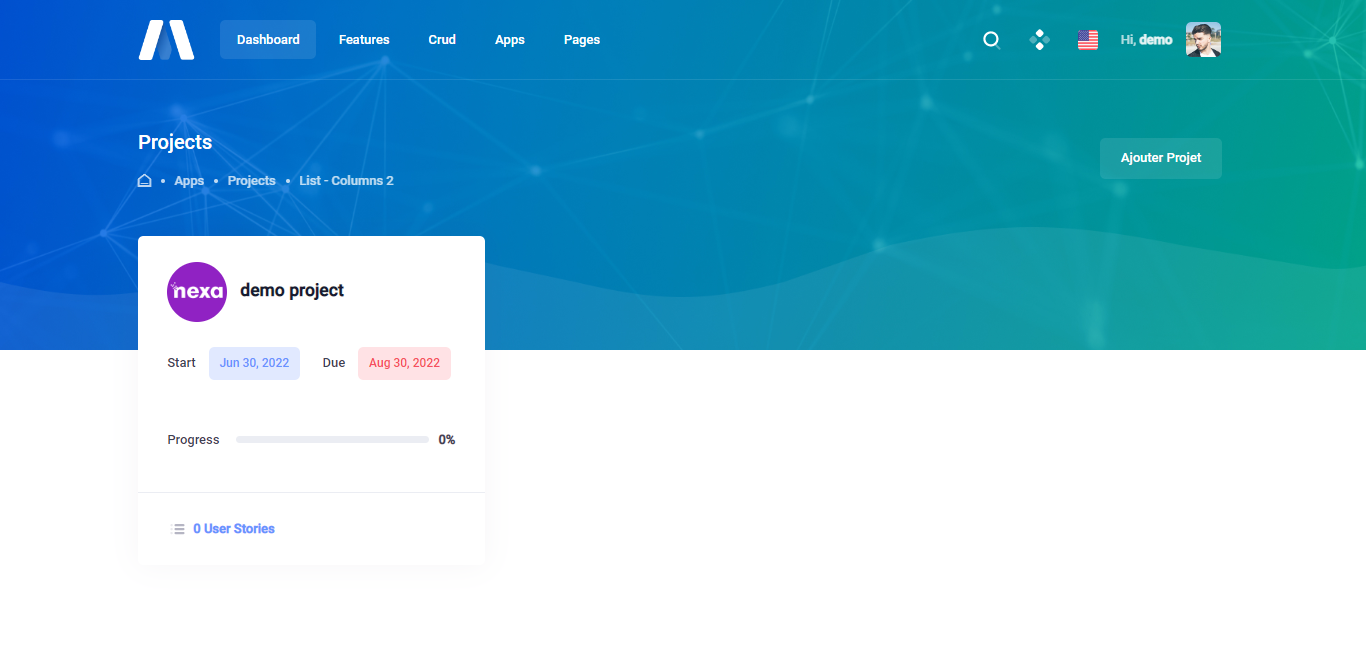 Dashboard Features Crud Apps Pages Hi, demo
Projects
Ajouter Projet
Apps • Projects • List - Columns 2
nexa
demo project
Start Jun 30, 2022 Due Aug 30, 2022
Progress 0%
0 User Stories